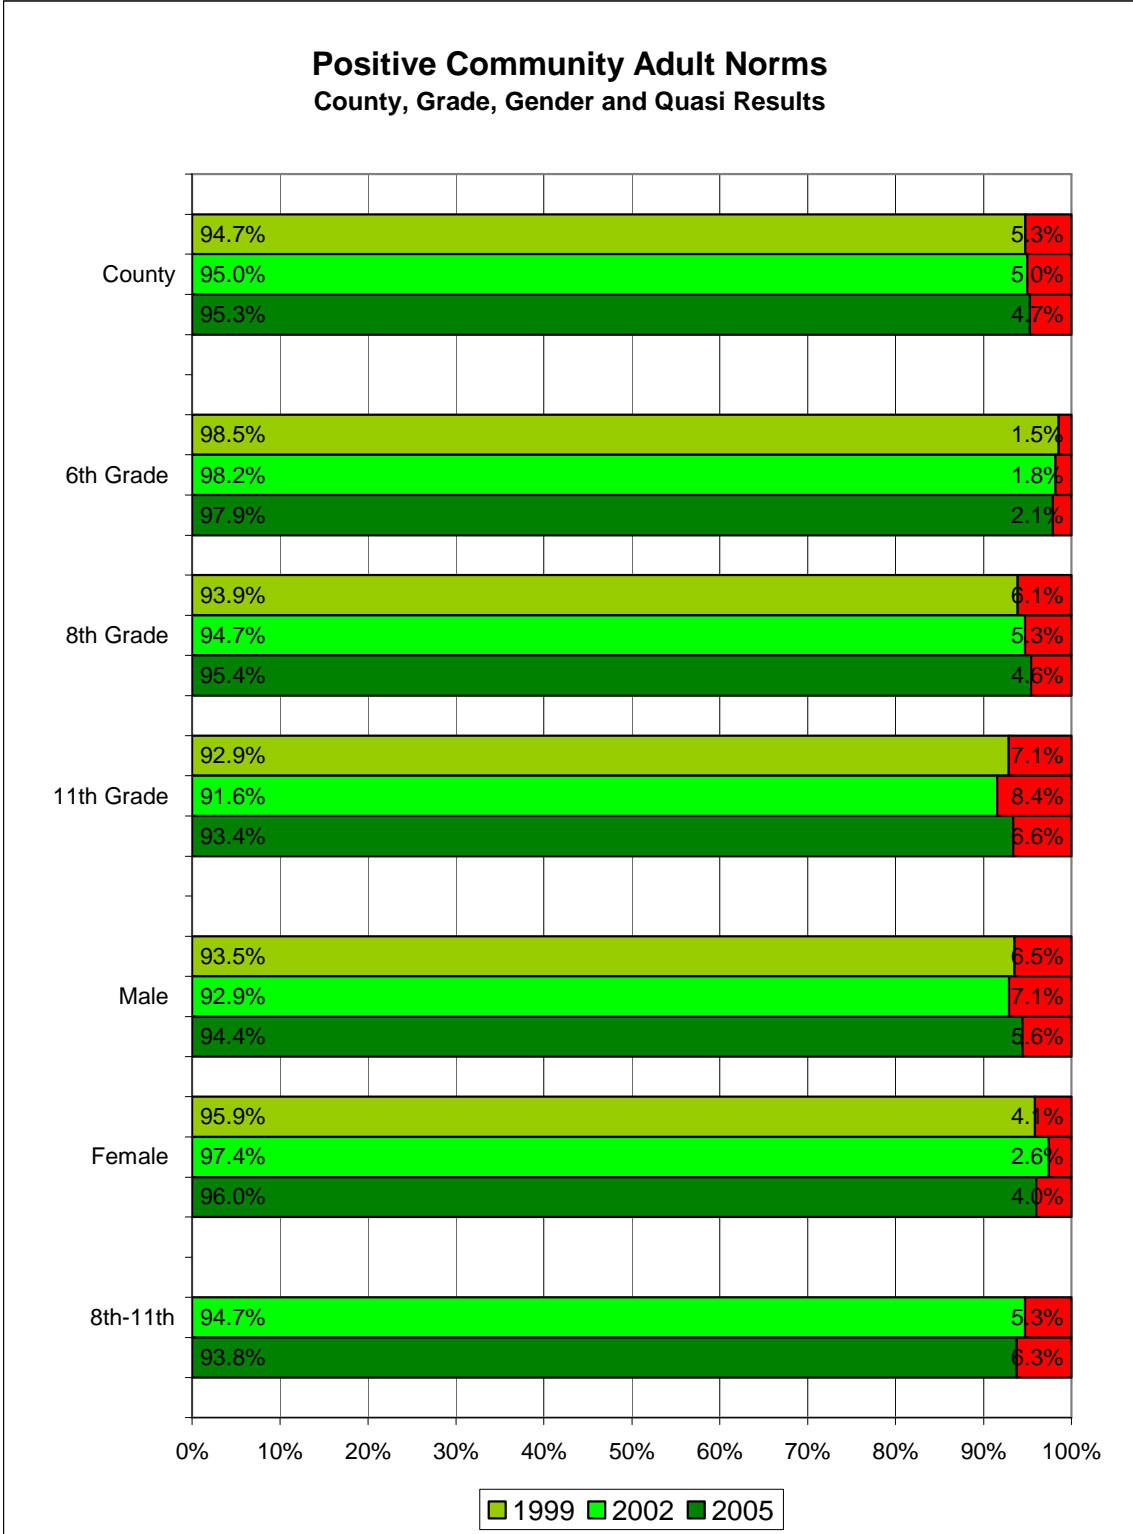 Positive Community Adult Norms
County, Grade, Gender and Quasi Results
94.7% 5.3%
County 95.0% 5.0%
95.3% 4.7%
98.5% 1.5%
6th Grade 98.2% 1.8%
97.9% 2.1%
93.9% 6.1%
8th Grade 94.7% 5.3%
95.4% 4.6%
92.9% 7.1%
11th Grade 91.6% 8.4%
93.4% 6.6%
93.5% 6.5%
Male 92.9% 7.1%
94.4% 5.6%
95.9% 4.1%
Female 97.4% 2.6%
96.0% 4.0%
8th-11th 94.7% 5.3%
93.8% 6.3%
0% 10% 20% 30% 40% 50% 60% 70% 80% 90% 100%
1999 2002 2005